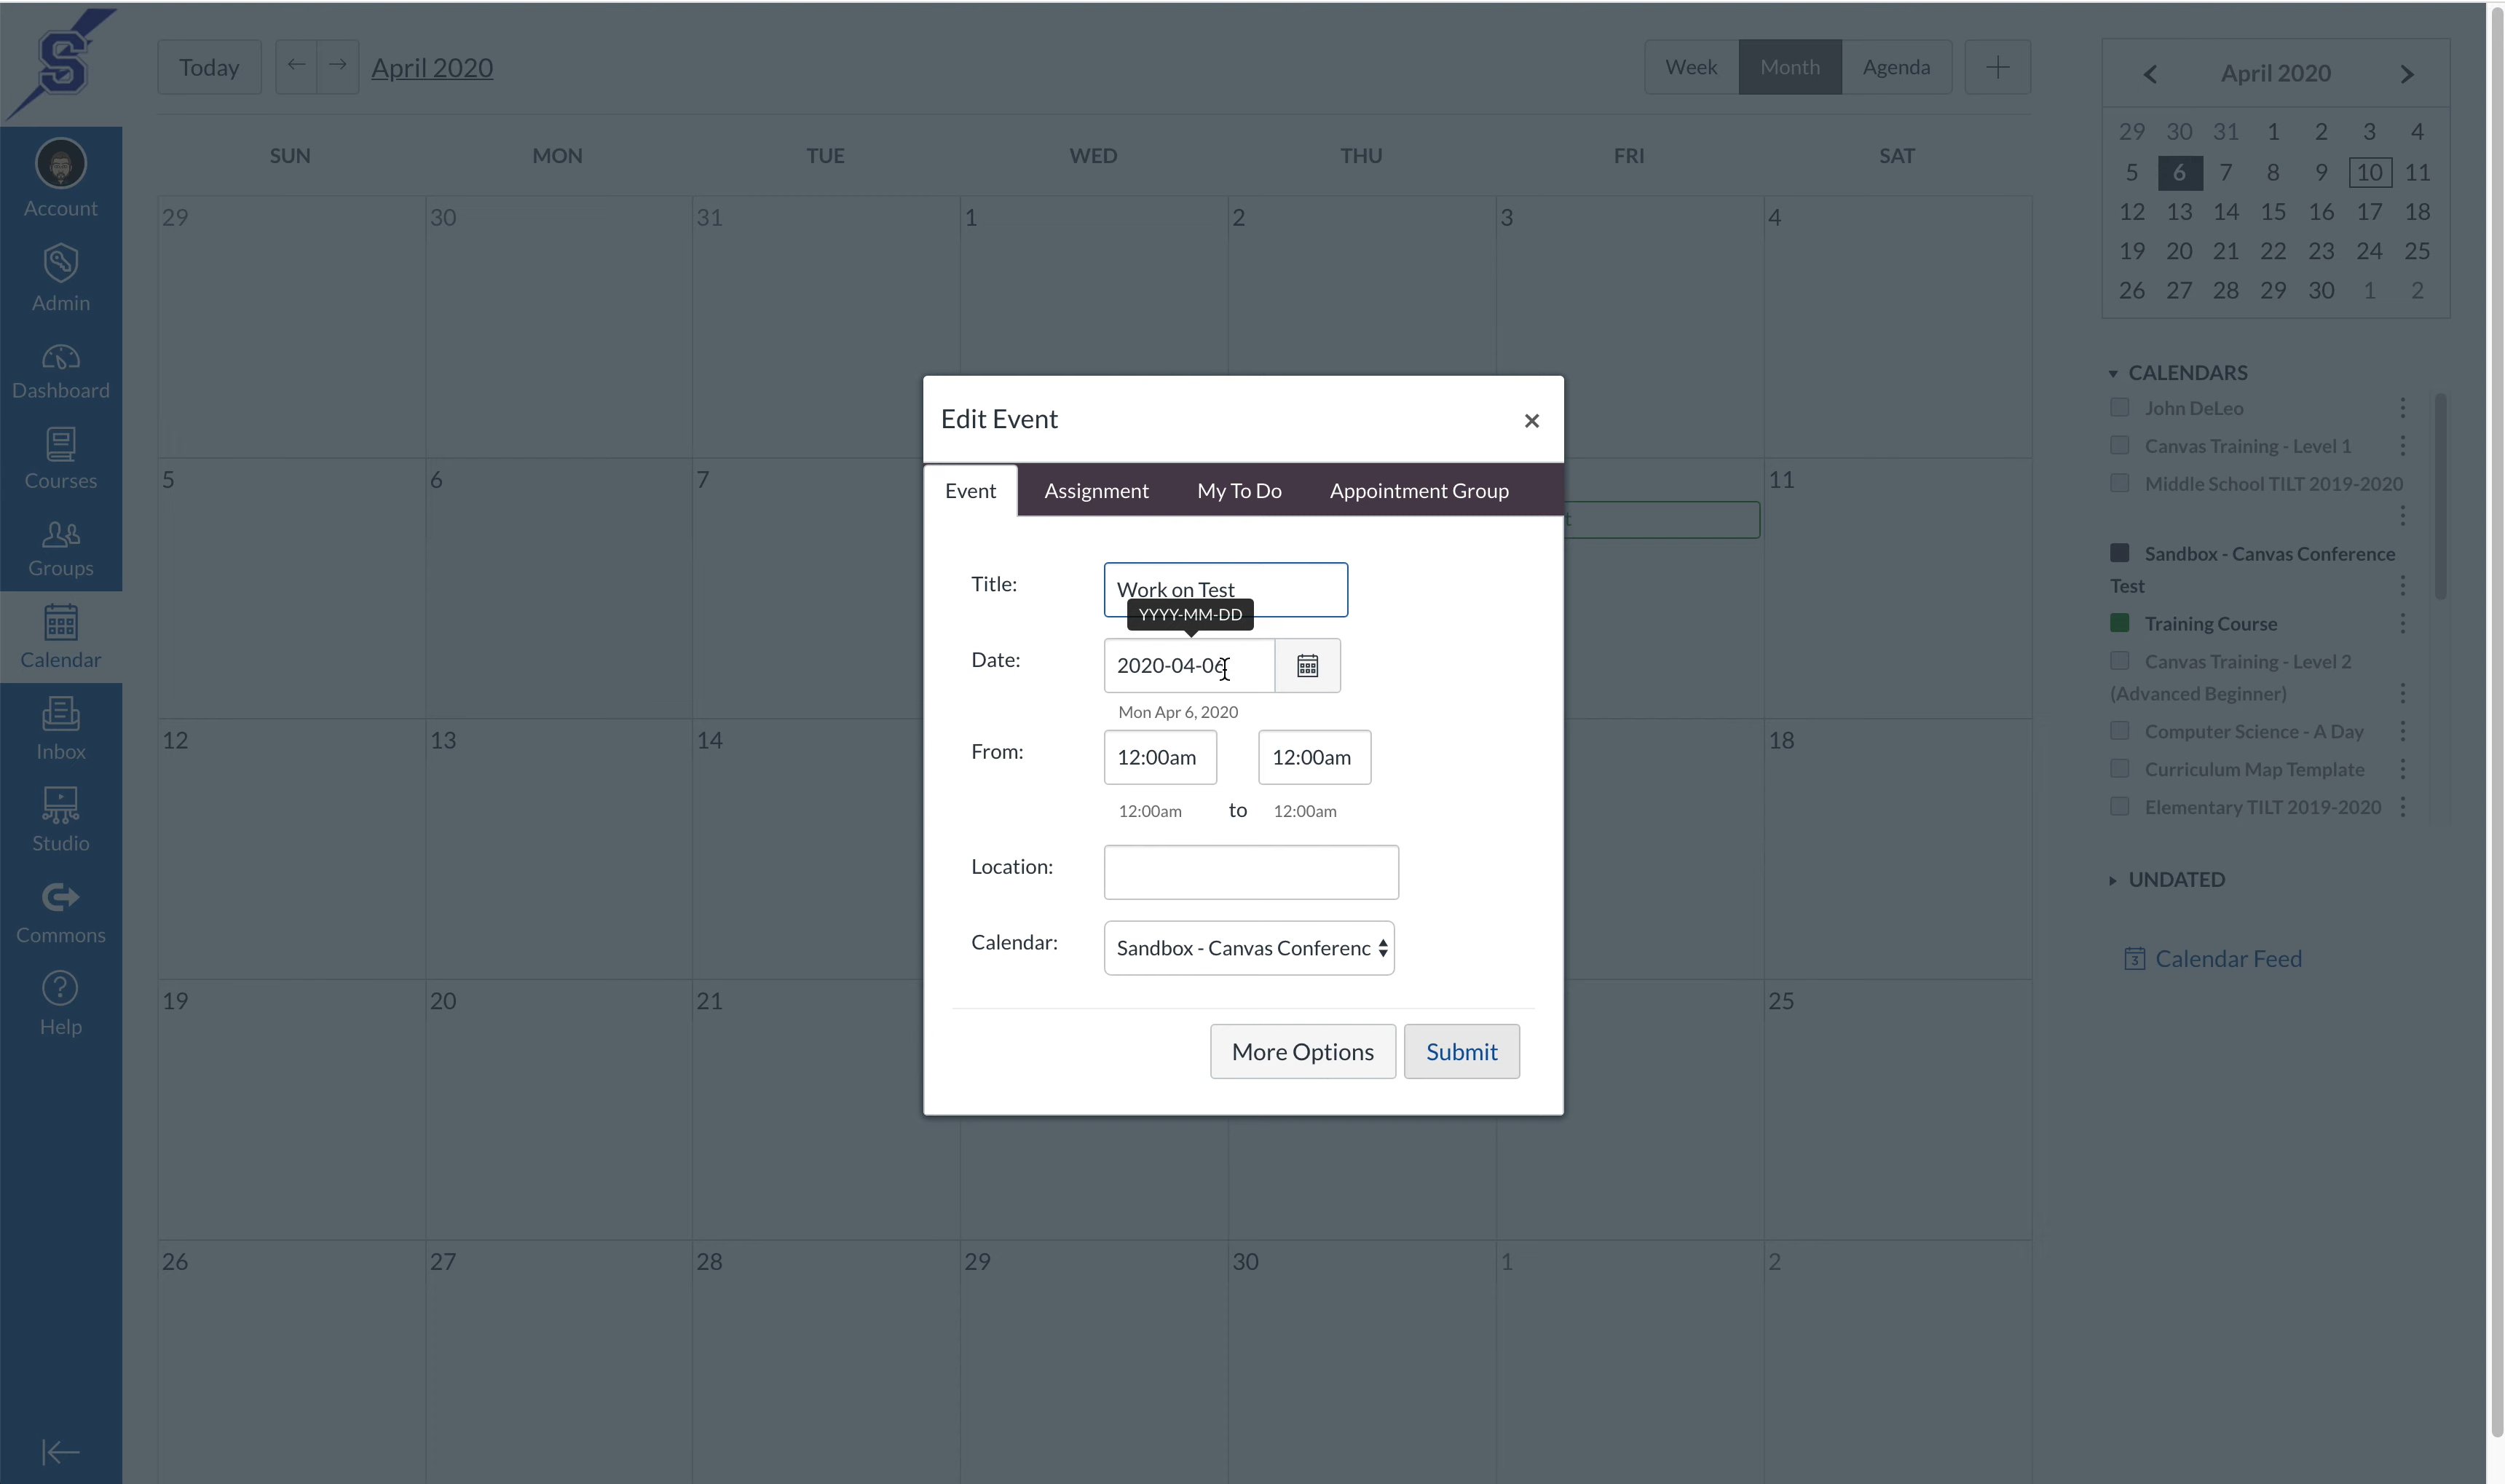 S
Today ← → April 2020
Week Month Agenda +
SUN MON TUE WED THU FRI SAT
29 30 31 1 2 3 4
5 6 7 11
12 13 14 18
19 20 21 25
26 27 28 29 30 1 2
Account
Admin
Dashboard
Courses
Groups
Calendar
Inbox
Studio
Commons
Help
Edit Event ×
Event Assignment My To Do Appointment Group
t
Title: Work on Test
YYYY-MM-DD
Date: 2020-04-06
Mon Apr 6, 2020
From: 12:00am 12:00am
12:00am to 12:00am
Location:
Calendar: Sandbox - Canvas Conferenc
More Options Submit
April 2020
29 30 31 1 2 3 4
5 6 7 8 9 10 11
12 13 14 15 16 17 18
19 20 21 22 23 24 25
26 27 28 29 30 1 2
CALENDARS
John DeLeo
Canvas Training - Level 1
Middle School TILT 2019-2020
Sandbox - Canvas Conference
Test
Training Course
Canvas Training - Level 2
(Advanced Beginner)
Computer Science - A Day
Curriculum Map Template
Elementary TILT 2019-2020
UNDATED
3 Calendar Feed